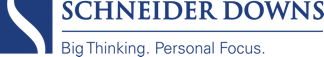 SCHNEIDER DOWNS
Big Thinking. Personal Focus.